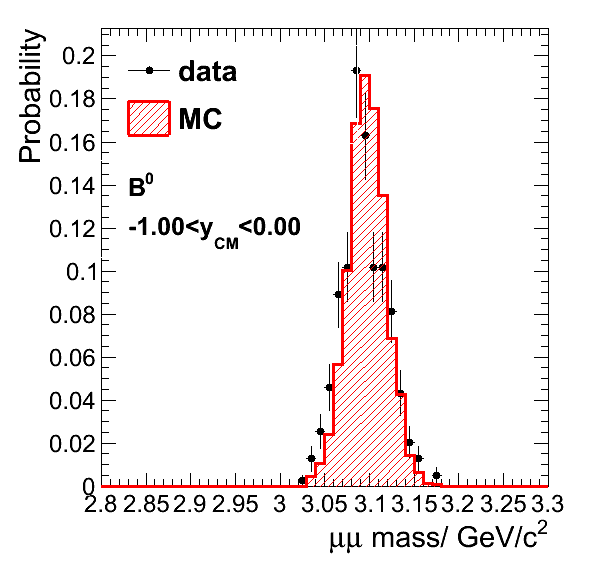 Probability
0.2
0.18
0.16
0.14
0.12
0.1
0.08
0.06
0.04
0.02
0
data
MC
B⁰
-1.00<y_CM<0.00
2.8 2.85 2.9 2.95 3 3.05 3.1 3.15 3.2 3.25 3.3
μμ mass/ GeV/c²